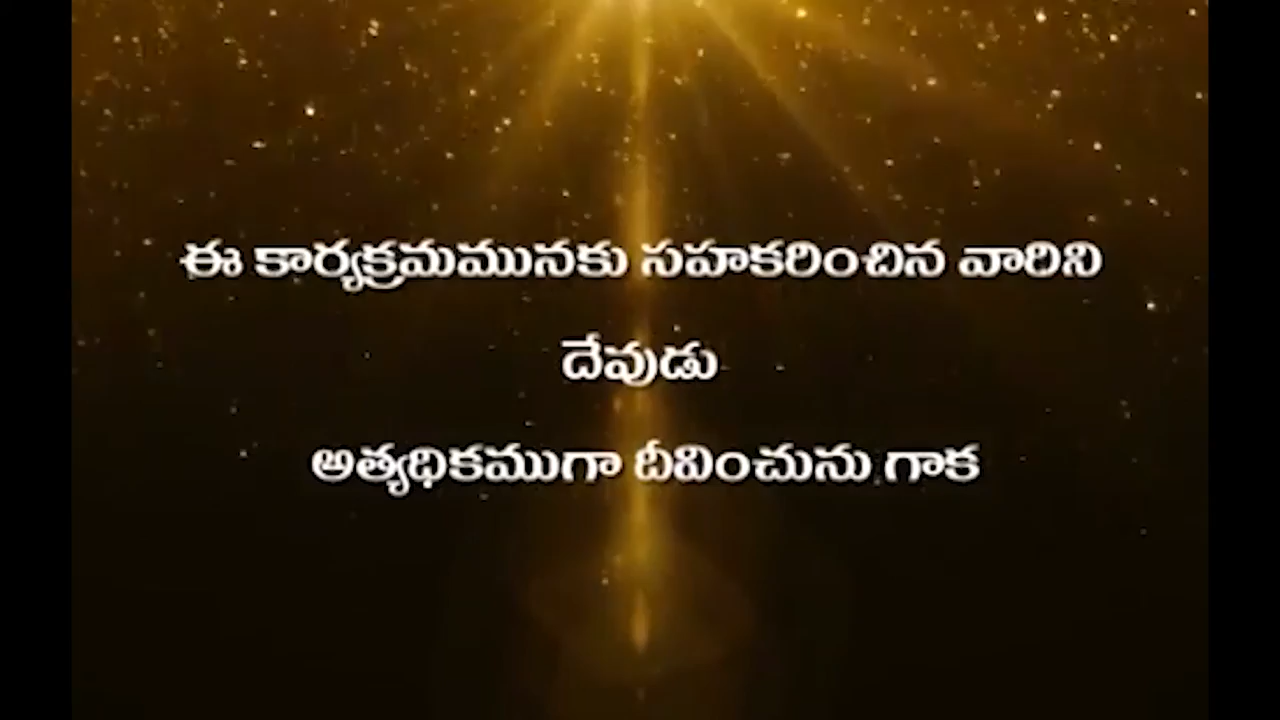 ఈ కార్యక్రమమునకు సహకరించిన వారిని
దేవుడు
అత్యధికముగా దీవించును గాక